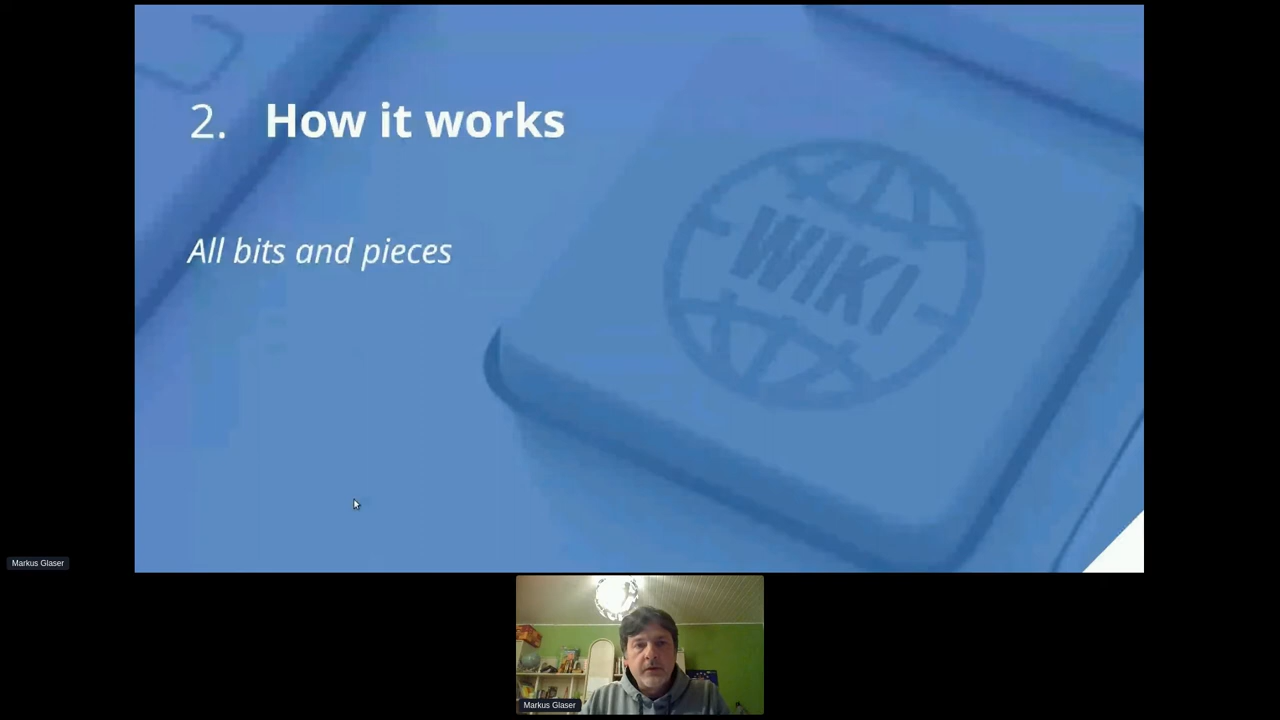 2. How it works
All bits and pieces
WIKI
Markus Glaser
Markus Glaser